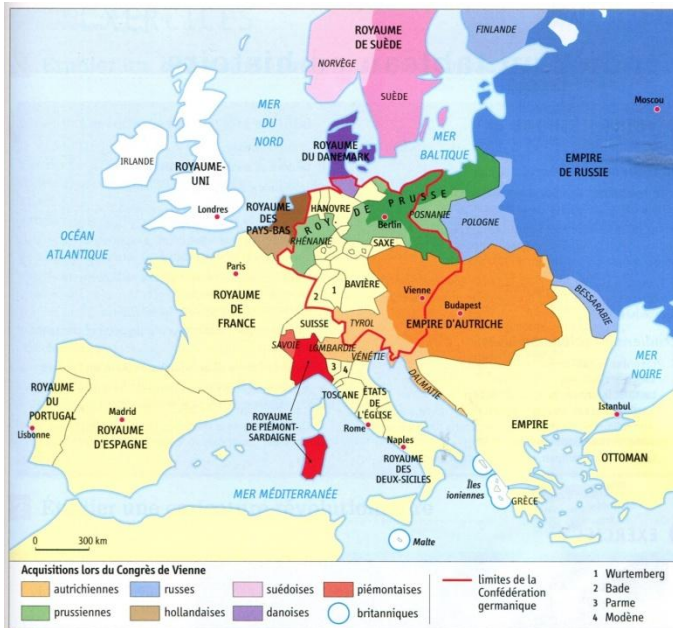 ROYAUME
DE SUÈDE
FINLANDE
NORVÈGE
SUÈDE
Moscou
MER
DU
NORD
MER
BALTIQUE
ROYAUME
DU DANEMARK
IRLANDE
ROYAUME-
UNI
EMPIRE
DE RUSSIE
Londres
ROYAUME
DES
PAYS-BAS
HANOVRE
ROY. DE PRUSSE
Berlin
POSNANIE
POLOGNE
RHÉNANIE
SAXE
OCÉAN
ATLANTIQUE
Paris
ROYAUME
DE FRANCE
2
1
BAVIÈRE
Vienne
Budapest
EMPIRE D'AUTRICHE
BESSARABIE
SUISSE
TYROL
SAVOIE
LOMBARDIE
VÉNÉTIE
3
4
DALMATIE
MER
NOIRE
TOSCANE
ÉTATS
DE
L'ÉGLISE
ROYAUME
DE PIÉMONT-
SARDAIGNE
Rome
Naples
ROYAUME
DES
DEUX-SICILES
ROYAUME
DU
PORTUGAL
Lisbonne
Madrid
ROYAUME
D'ESPAGNE
Istanbul
EMPIRE
OTTOMAN
Îles
ioniennes
GRÈCE
MER MÉDITERRANÉE
Malte
0
300 km
Acquisitions lors du Congrès de Vienne
autrichiennes
russes
suédoises
piémontaises
prussiennes
hollandaises
danoises
britanniques
limites de la
Confédération
germanique
1 Wurtemberg
2 Bade
3 Parme
4 Modène